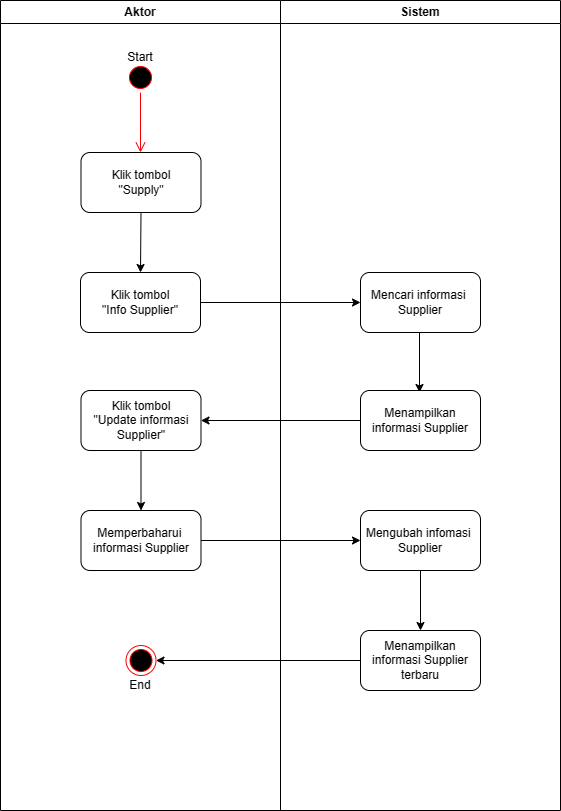 Aktor
Sistem
Start
Klik tombol
"Supply"
Klik tombol
"Info Supplier"
Mencari informasi
Supplier
Klik tombol
"Update informasi
Supplier"
Menampilkan
informasi Supplier
Memperbaharui
informasi Supplier
Mengubah infomasi
Supplier
Menampilkan
informasi Supplier
terbaru
End